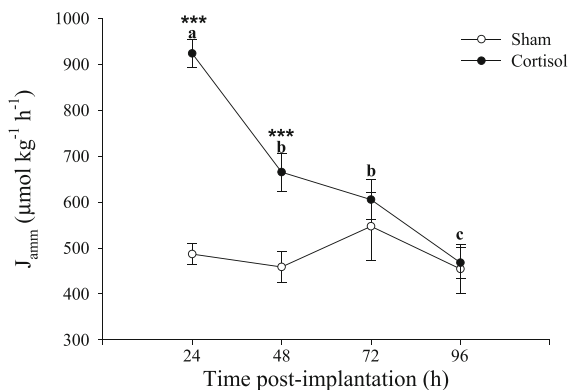 1000
900
800
700
600
500
400
300
J_amm (µmol kg⁻¹ h⁻¹)
***
a
***
b
b
c
Sham
Cortisol
24 48 72 96
Time post-implantation (h)